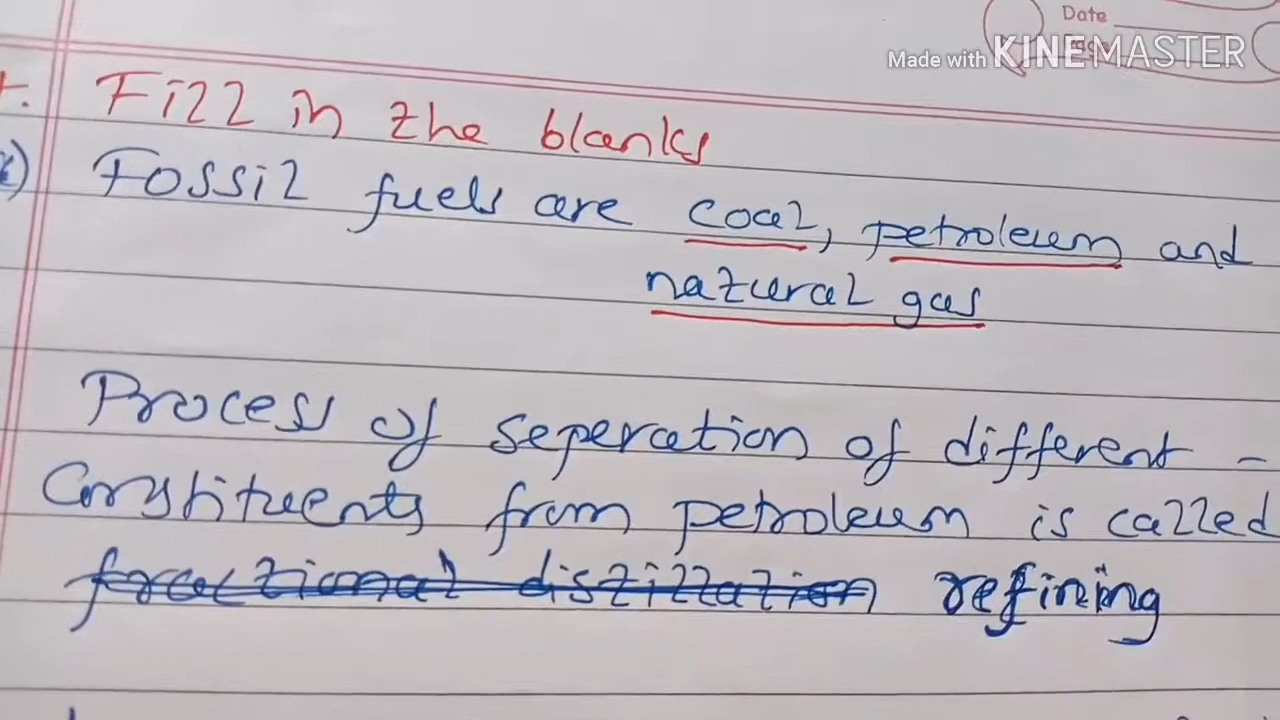 Date
Made with KINEMASTER
Fill in the blanks
Fossil fuels are coal, petroleum and
natural gas
Process of seperation of different -
Constituents from petroleum is called
fractional distillation refining